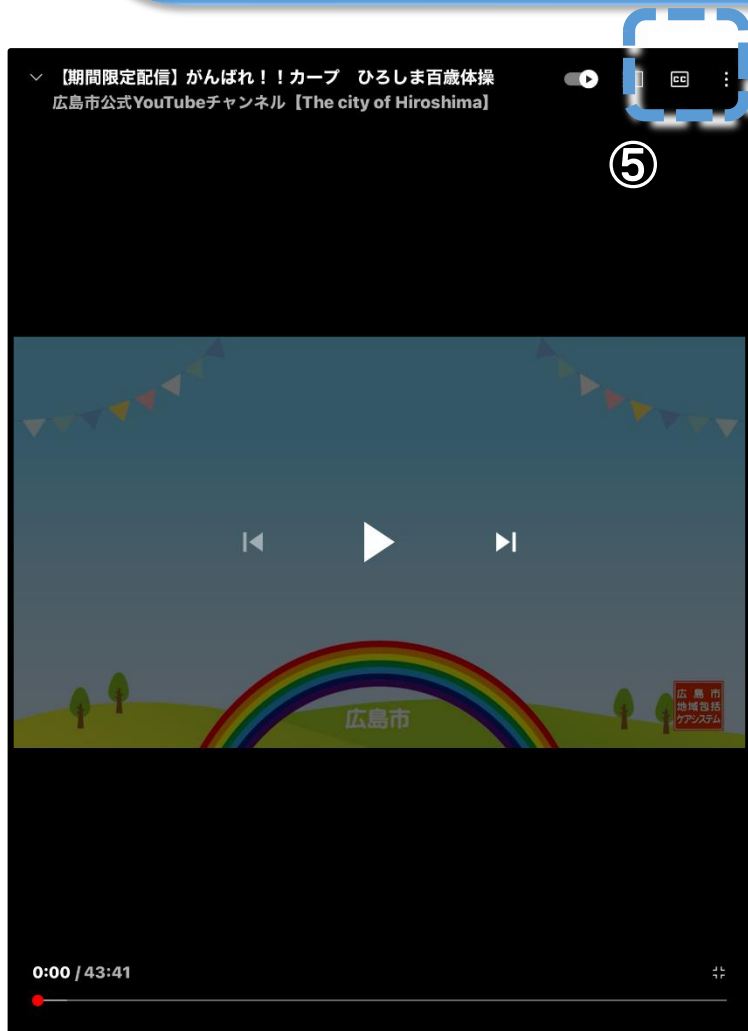 【期間限定配信】がんばれ！！カープ　ひろしま百歳体操
広島市公式YouTubeチャンネル【The city of Hiroshima】
CC
⑤
広島市
広島市
地域包括
ケアシステム
0:00 / 43:41